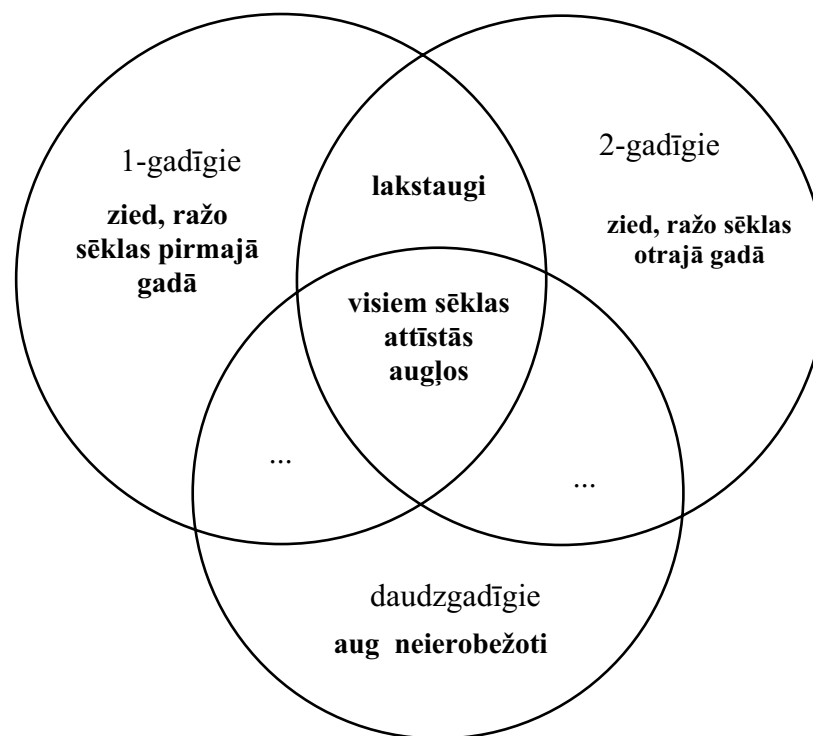 1-gadīgie
zied, ražo
sēklas pirmajā
gadā
lakstaugi
2-gadīgie
zied, ražo sēklas
otrajā gadā
visiem sēklas
attīstās
augļos
...
...
daudzgadīgie
aug neierobežoti